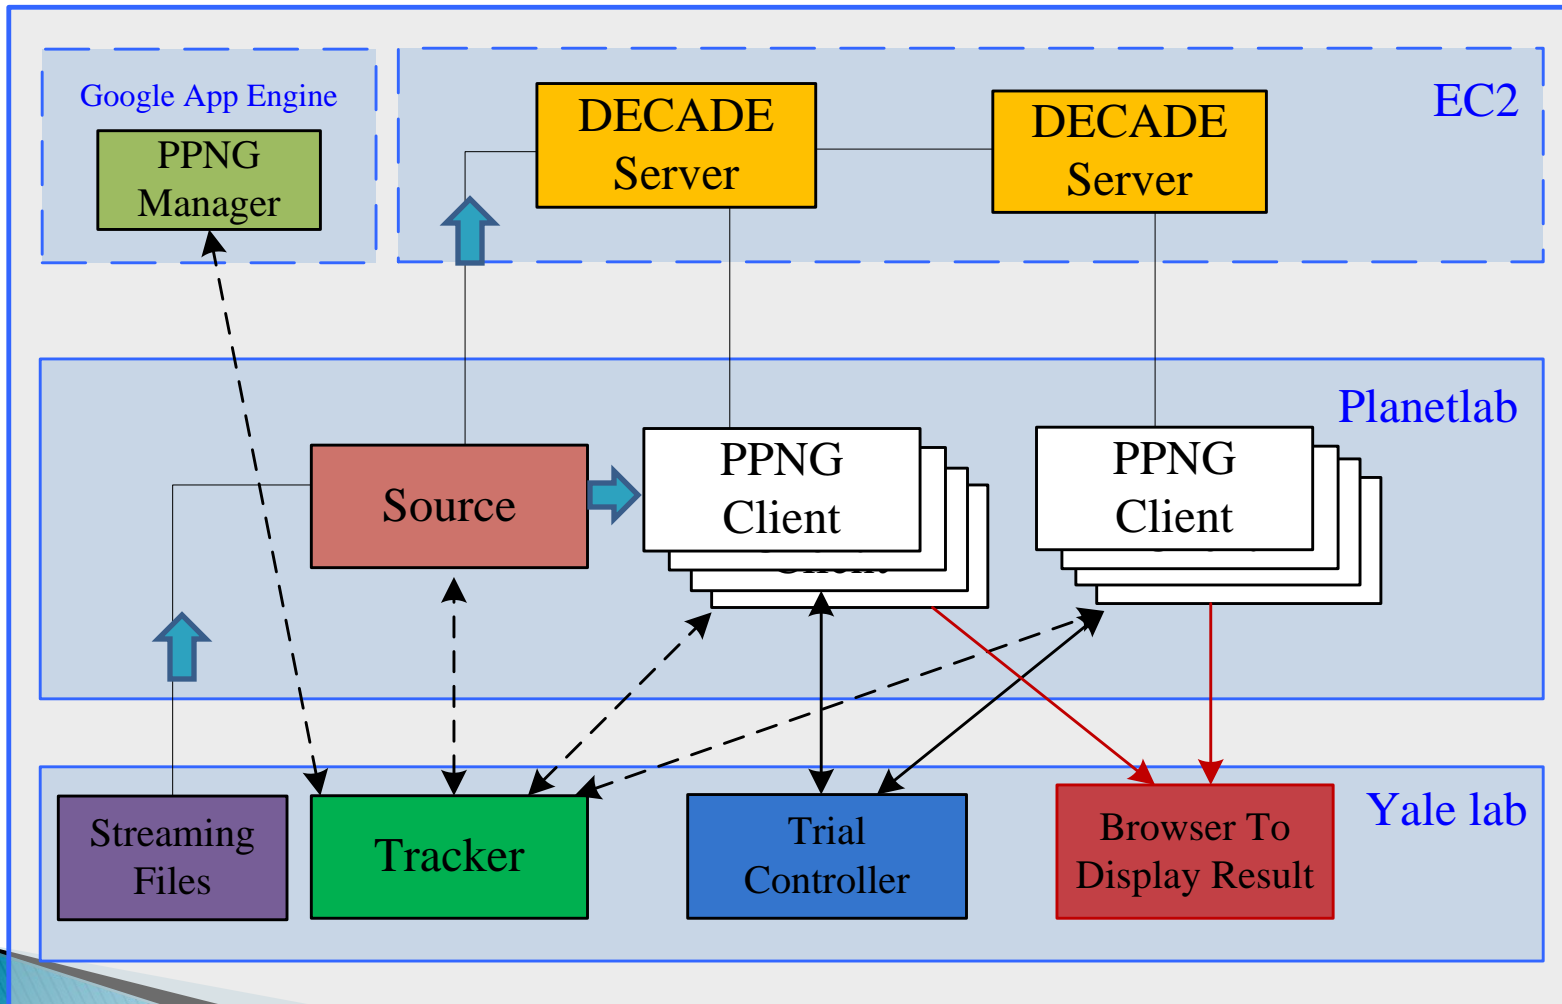 Google App Engine
PPNG
Manager
DECADE
Server
DECADE
Server
EC2
Planetlab
Source
PPNG
Client
Client
PPNG
Client
Yale lab
Streaming
Files
Tracker
Trial
Controller
Browser To
Display Result